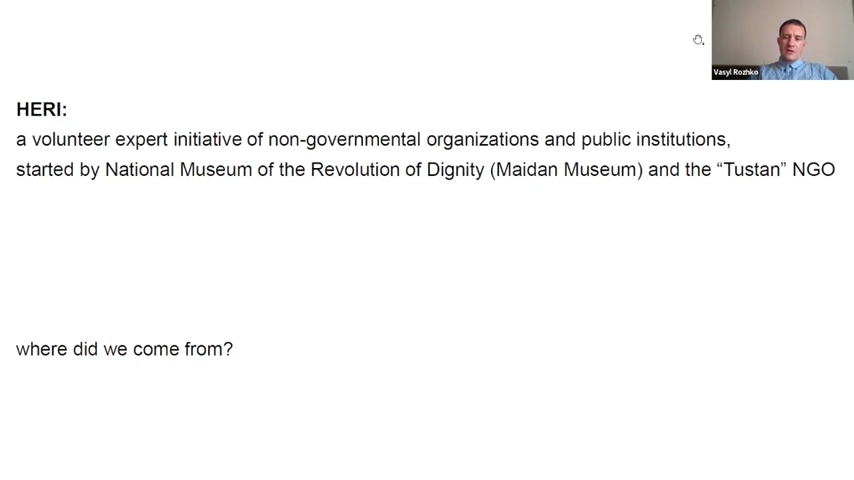 Vasyl Rozhko
HERI:
a volunteer expert initiative of non-governmental organizations and public institutions,
started by National Museum of the Revolution of Dignity (Maidan Museum) and the “Tustan” NGO
where did we come from?